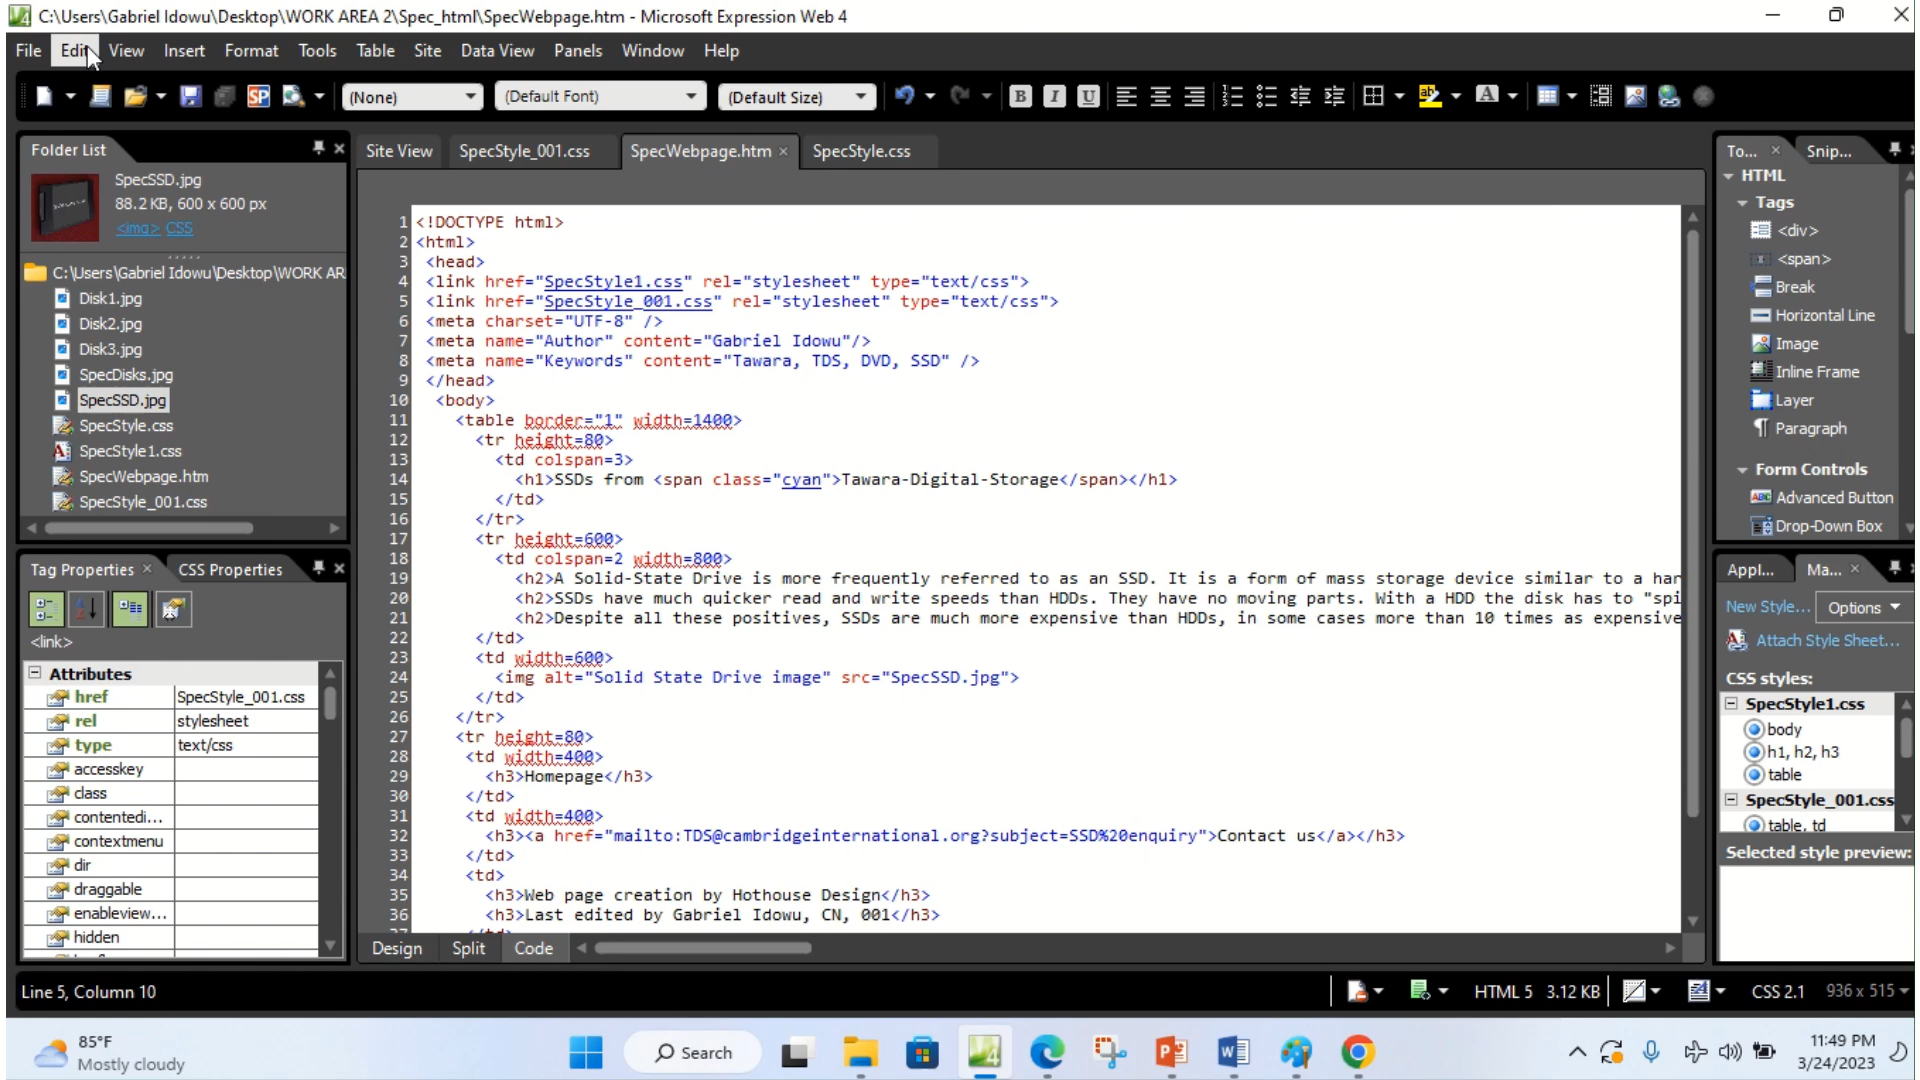 C:\Users\Gabriel Idowu\Desktop\WORK AREA 2\Spec_html\SpecWebpage.htm - Microsoft Expression Web 4
File Edit View Insert Format Tools Table Site Data View Panels Window Help
(None) (Default Font) (Default Size)
Folder List
SpecSSD.jpg
88.2 KB, 600 x 600 px
<img> CSS
C:\Users\Gabriel Idowu\Desktop\WORK AR
Disk1.jpg
Disk2.jpg
Disk3.jpg
SpecDisks.jpg
SpecSSD.jpg
SpecStyle.css
SpecStyle1.css
SpecWebpage.htm
SpecStyle_001.css
Tag Properties CSS Properties
<link>
Attributes
href SpecStyle_001.css
rel stylesheet
type text/css
accesskey
class
contentedi...
contextmenu
dir
draggable
enableview...
hidden
Site View SpecStyle_001.css SpecWebpage.htm SpecStyle.css
1 <!DOCTYPE html>
2 <html>
3 <head>
4 <link href="SpecStyle1.css" rel="stylesheet" type="text/css">
5 <link href="SpecStyle_001.css" rel="stylesheet" type="text/css">
6 <meta charset="UTF-8" />
7 <meta name="Author" content="Gabriel Idowu"/>
8 <meta name="Keywords" content="Tawara, TDS, DVD, SSD" />
9 </head>
10 <body>
11 <table border="1" width=1400>
12 <tr height=80>
13 <td colspan=3>
14 <h1>SSDs from <span class="cyan">Tawara-Digital-Storage</span></h1>
15 </td>
16 </tr>
17 <tr height=600>
18 <td colspan=2 width=800>
19 <h2>A Solid-State Drive is more frequently referred to as an SSD. It is a form of mass storage device similar to a har
20 <h2>SSDs have much quicker read and write speeds than HDDs. They have no moving parts. With a HDD the disk has to "spi
21 <h2>Despite all these positives, SSDs are much more expensive than HDDs, in some cases more than 10 times as expensive
22 </td>
23 <td width=600>
24 <img alt="Solid State Drive image" src="SpecSSD.jpg">
25 </td>
26 </tr>
27 <tr height=80>
28 <td width=400>
29 <h3>Homepage</h3>
30 </td>
31 <td width=400>
32 <h3><a href="mailto:TDS@cambridgeinternational.org?subject=SSD%20enquiry">Contact us</a></h3>
33 </td>
34 <td>
35 <h3>Web page creation by Hothouse Design</h3>
36 <h3>Last edited by Gabriel Idowu, CN, 001</h3>
Design Split Code
To... Snip...
HTML
Tags
<div>
<span>
Break
Horizontal Line
Image
Inline Frame
Layer
Paragraph
Form Controls
Advanced Button
Drop-Down Box
Appl... Ma...
New Style... Options
Attach Style Sheet...
CSS styles:
SpecStyle1.css
body
h1, h2, h3
table
SpecStyle_001.css
table, td
Selected style preview:
Line 5, Column 10
HTML 5 3.12 KB CSS 2.1 936 x 515
85°F
Mostly cloudy
Search
11:49 PM
3/24/2023